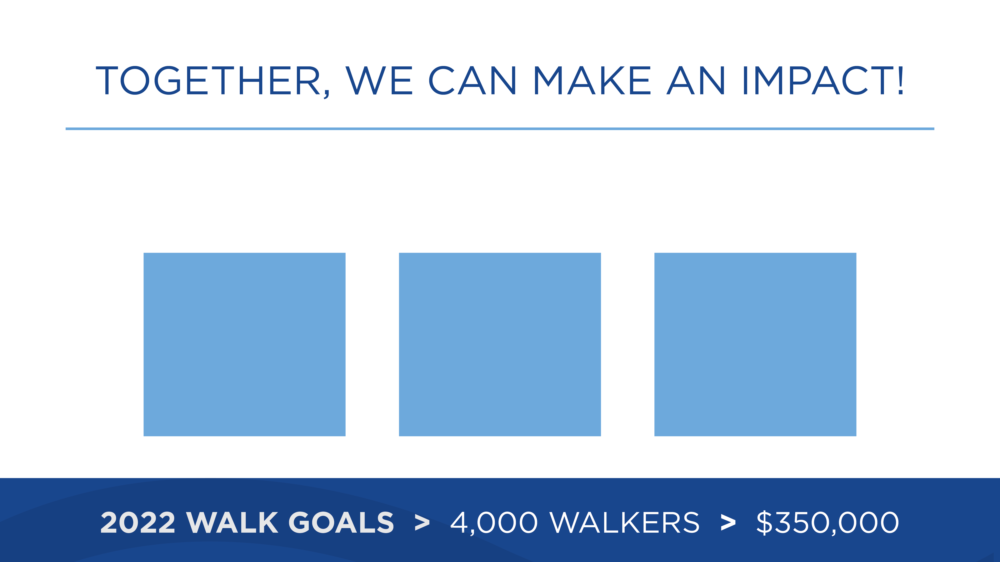 TOGETHER, WE CAN MAKE AN IMPACT!
2022 WALK GOALS > 4,000 WALKERS > $350,000